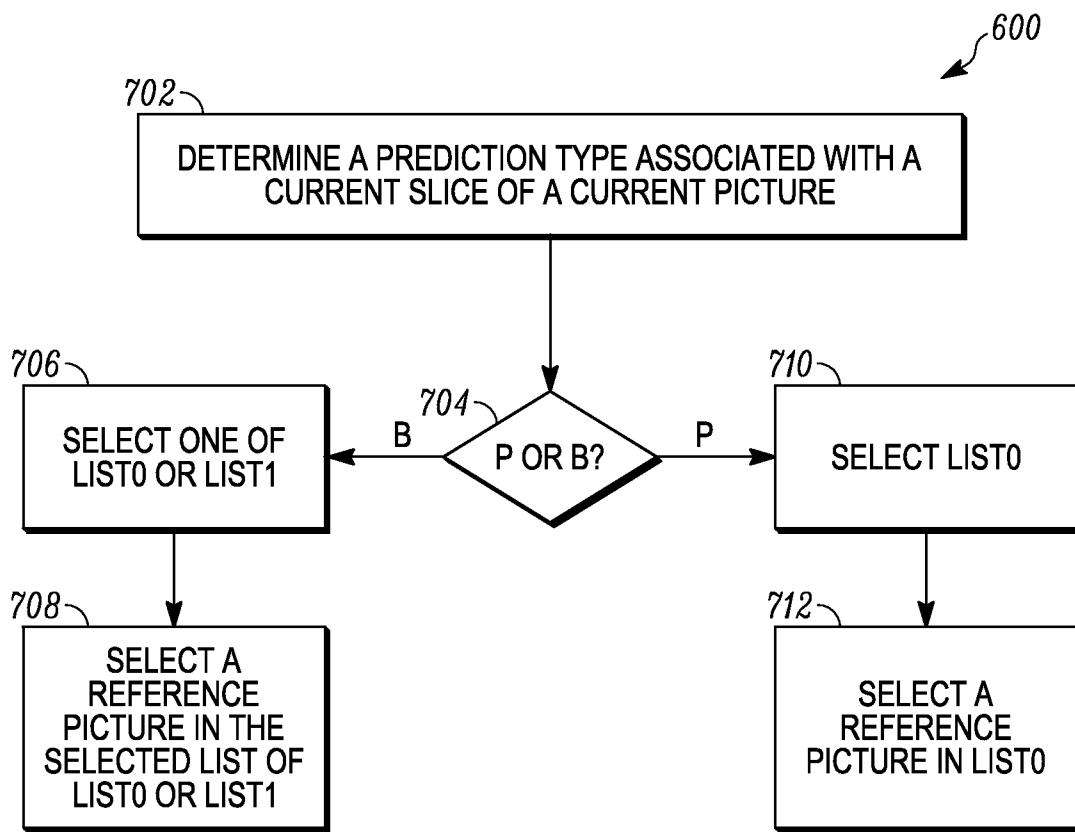 600
702
DETERMINE A PREDICTION TYPE ASSOCIATED WITH A
CURRENT SLICE OF A CURRENT PICTURE
706
SELECT ONE OF
LIST0 OR LIST1
B
704
P OR B?
P
710
SELECT LIST0
708
SELECT A
REFERENCE
PICTURE IN THE
SELECTED LIST OF
LIST0 OR LIST1
712
SELECT A
REFERENCE
PICTURE IN LIST0